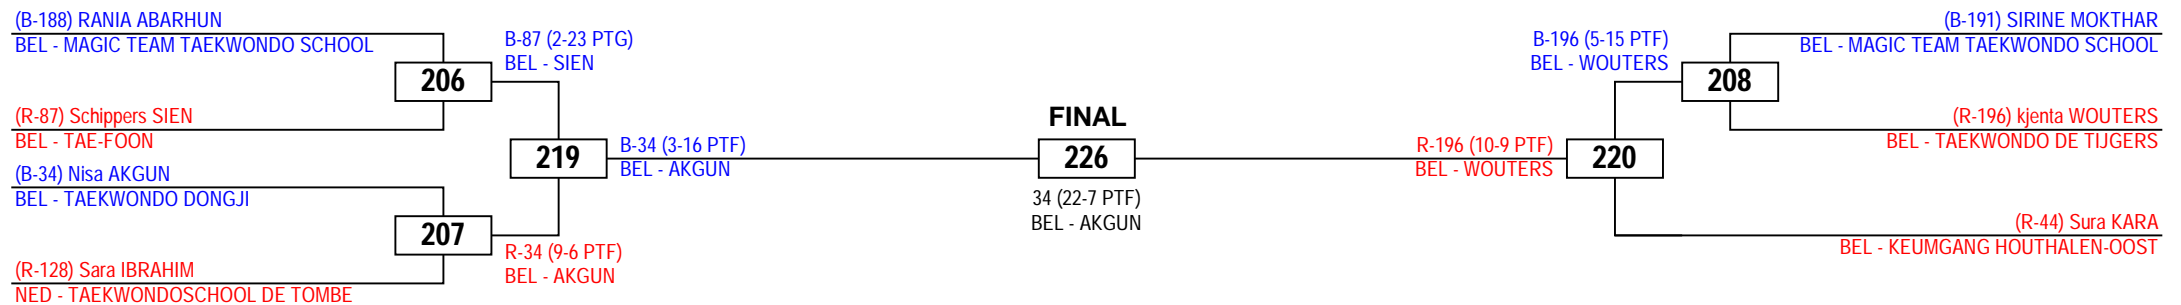 (B-188) RANIA ABARHUN
BEL - MAGIC TEAM TAEKWONDO SCHOOL
206
(R-87) Schippers SIEN
BEL - TAE-FOON
(B-34) Nisa AKGUN
BEL - TAEKWONDO DONGJI
207
(R-128) Sara IBRAHIM
NED - TAEKWONDOSCHOOL DE TOMBE
B-87 (2-23 PTG)
BEL - SIEN
219
R-34 (9-6 PTF)
BEL - AKGUN
B-34 (3-16 PTF)
BEL - AKGUN
FINAL
226
34 (22-7 PTF)
BEL - AKGUN
R-196 (10-9 PTF)
BEL - WOUTERS
B-196 (5-15 PTF)
BEL - WOUTERS
220
(B-191) SIRINE MOKTHAR
BEL - MAGIC TEAM TAEKWONDO SCHOOL
208
(R-196) kjenta WOUTERS
BEL - TAEKWONDO DE TIJGERS
(R-44) Sura KARA
BEL - KEUMGANG HOUTHALEN-OOST